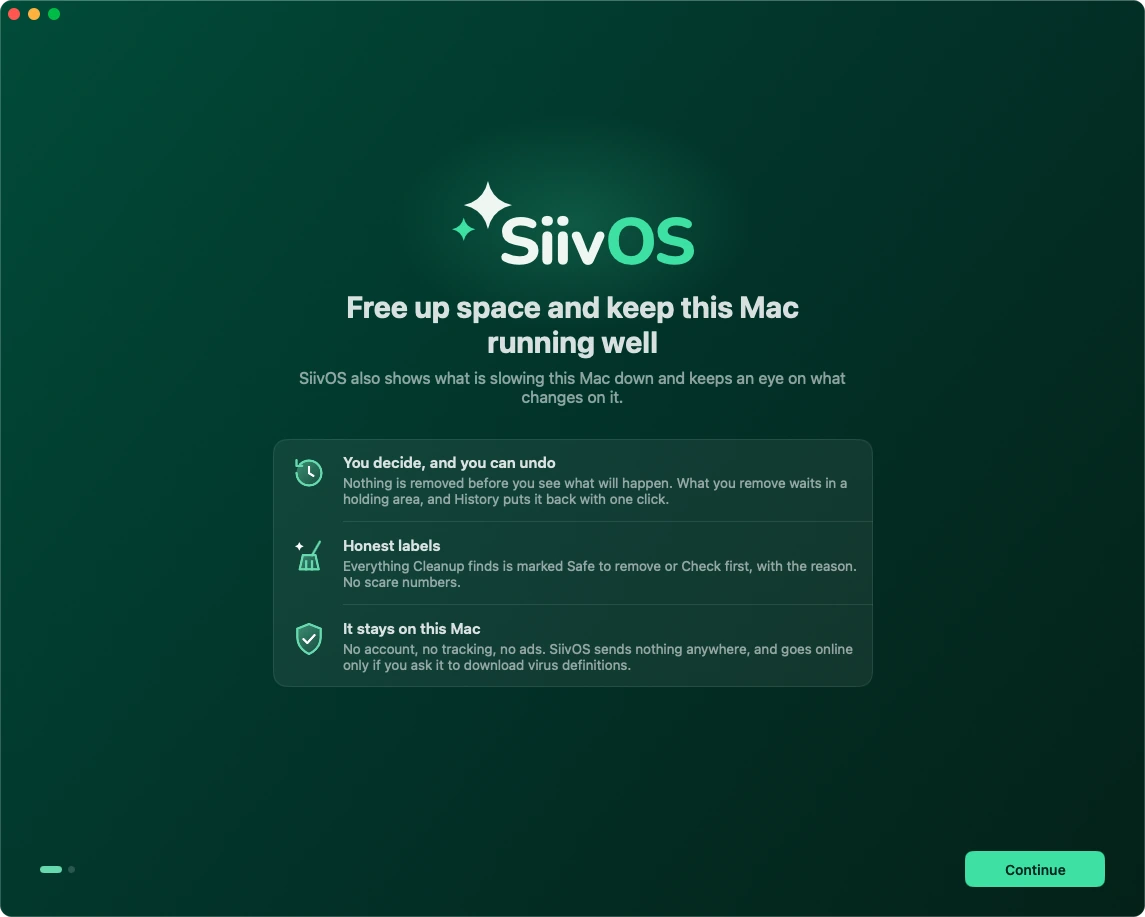 SiivOS
Free up space and keep this Mac
running well
SiivOS also shows what is slowing this Mac down and keeps an eye on what
changes on it.
You decide, and you can undo
Nothing is removed before you see what will happen. What you remove waits in a
holding area, and History puts it back with one click.
Honest labels
Everything Cleanup finds is marked Safe to remove or Check first, with the reason.
No scare numbers.
It stays on this Mac
No account, no tracking, no ads. SiivOS sends nothing anywhere, and goes online
only if you ask it to download virus definitions.
Continue